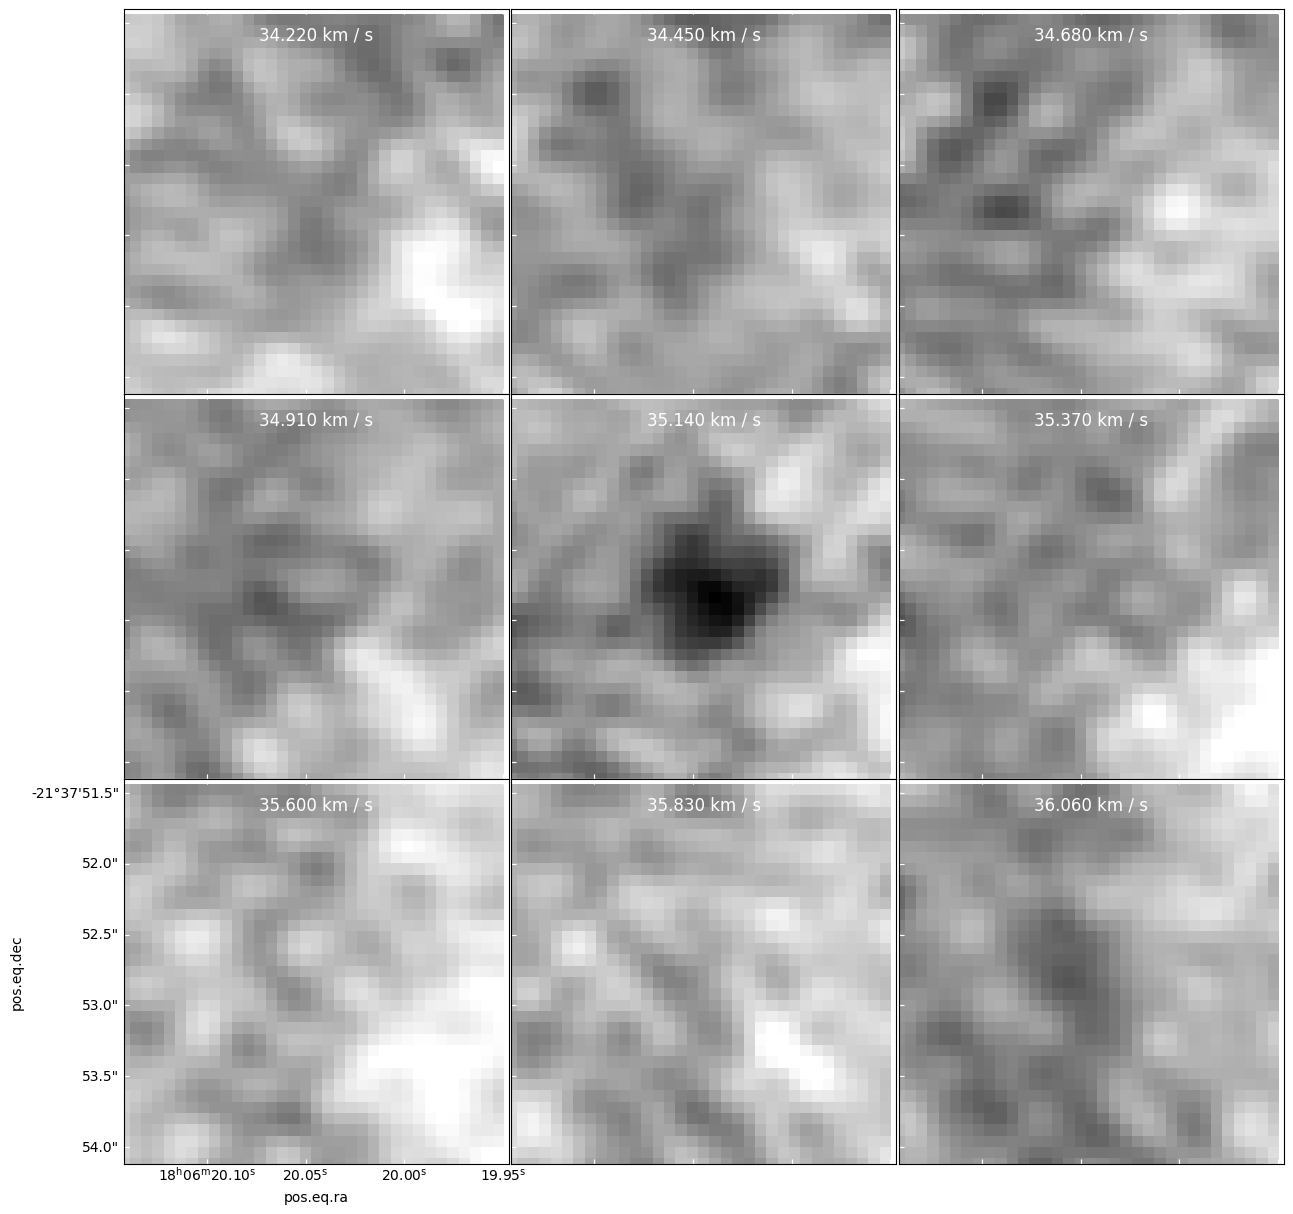 34.220 km / s
34.450 km / s
34.680 km / s
34.910 km / s
35.140 km / s
35.370 km / s
35.600 km / s
35.830 km / s
36.060 km / s
-21°37'51.5"
52.0"
52.5"
53.0"
53.5"
54.0"
pos.eq.dec
18ʰ06ᵐ20.10ˢ 20.05ˢ 20.00ˢ 19.95ˢ
pos.eq.ra